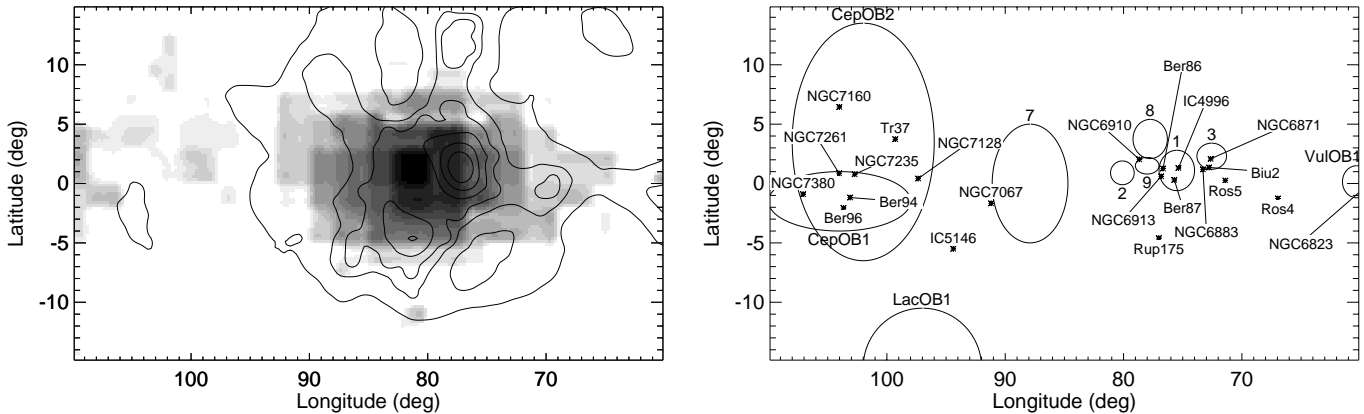 10
5
0
-5
-10
100
90
80
70
Longitude (deg)
Latitude (deg)
CepOB2
Ber86
NGC7160
IC4996
8
7
Tr37
NGC6910
1
3
NGC6871
NGC7261
NGC7128
NGC7235
VulOB1
NGC7380
NGC7067
2
9
Biu2
Ros5
Ber94
Ber96
NGC6913
Ber87
Ros4
CepOB1
IC5146
NGC6883
Rup175
NGC6823
LacOB1
10
5
0
-5
-10
100
90
80
70
Longitude (deg)
Latitude (deg)